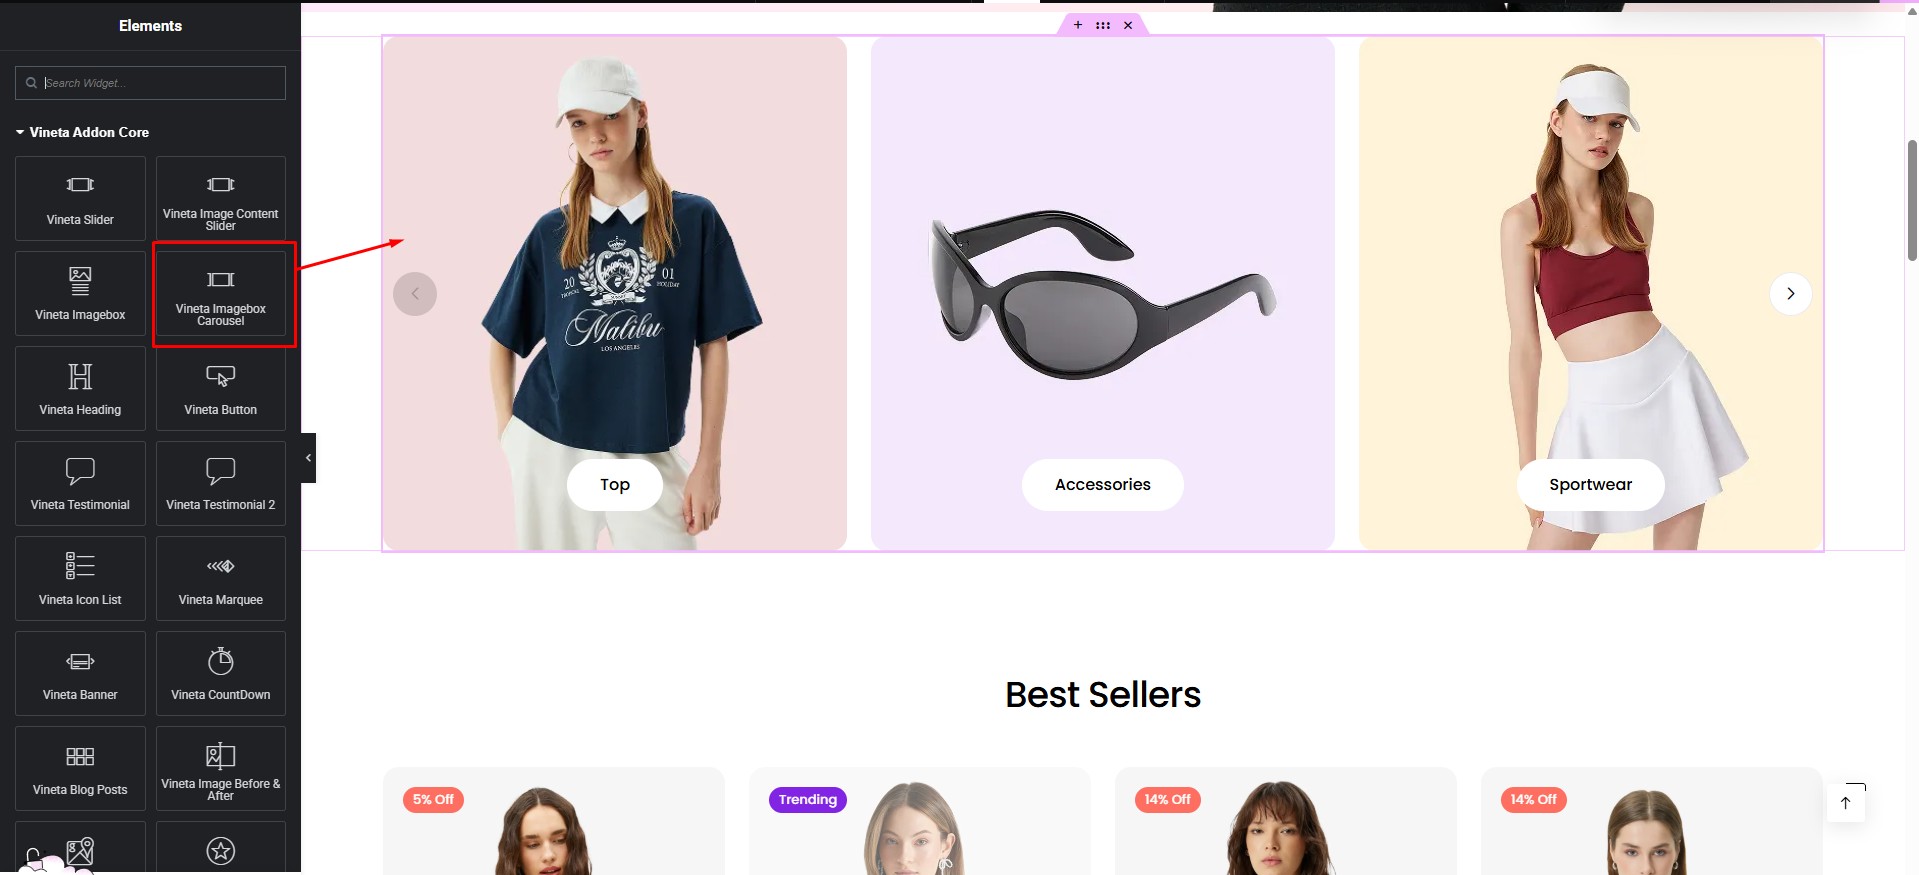 Elements
Search Widget...
Vineta Addon Core
Vineta Slider
Vineta Image Content
Slider
Vineta Imagebox
Vineta Imagebox
Carousel
Vineta Heading
Vineta Button
Vineta Testimonial
Vineta Testimonial 2
Vineta Icon List
Vineta Marquee
Vineta Banner
Vineta CountDown
Vineta Blog Posts
Vineta Image Before &
After
20 01
TROPICAL HOLIDAY
SUNSET
Malibu
LOS ANGELES
Top
Accessories
Sportwear
Best Sellers
5% Off
Trending
14% Off
14% Off